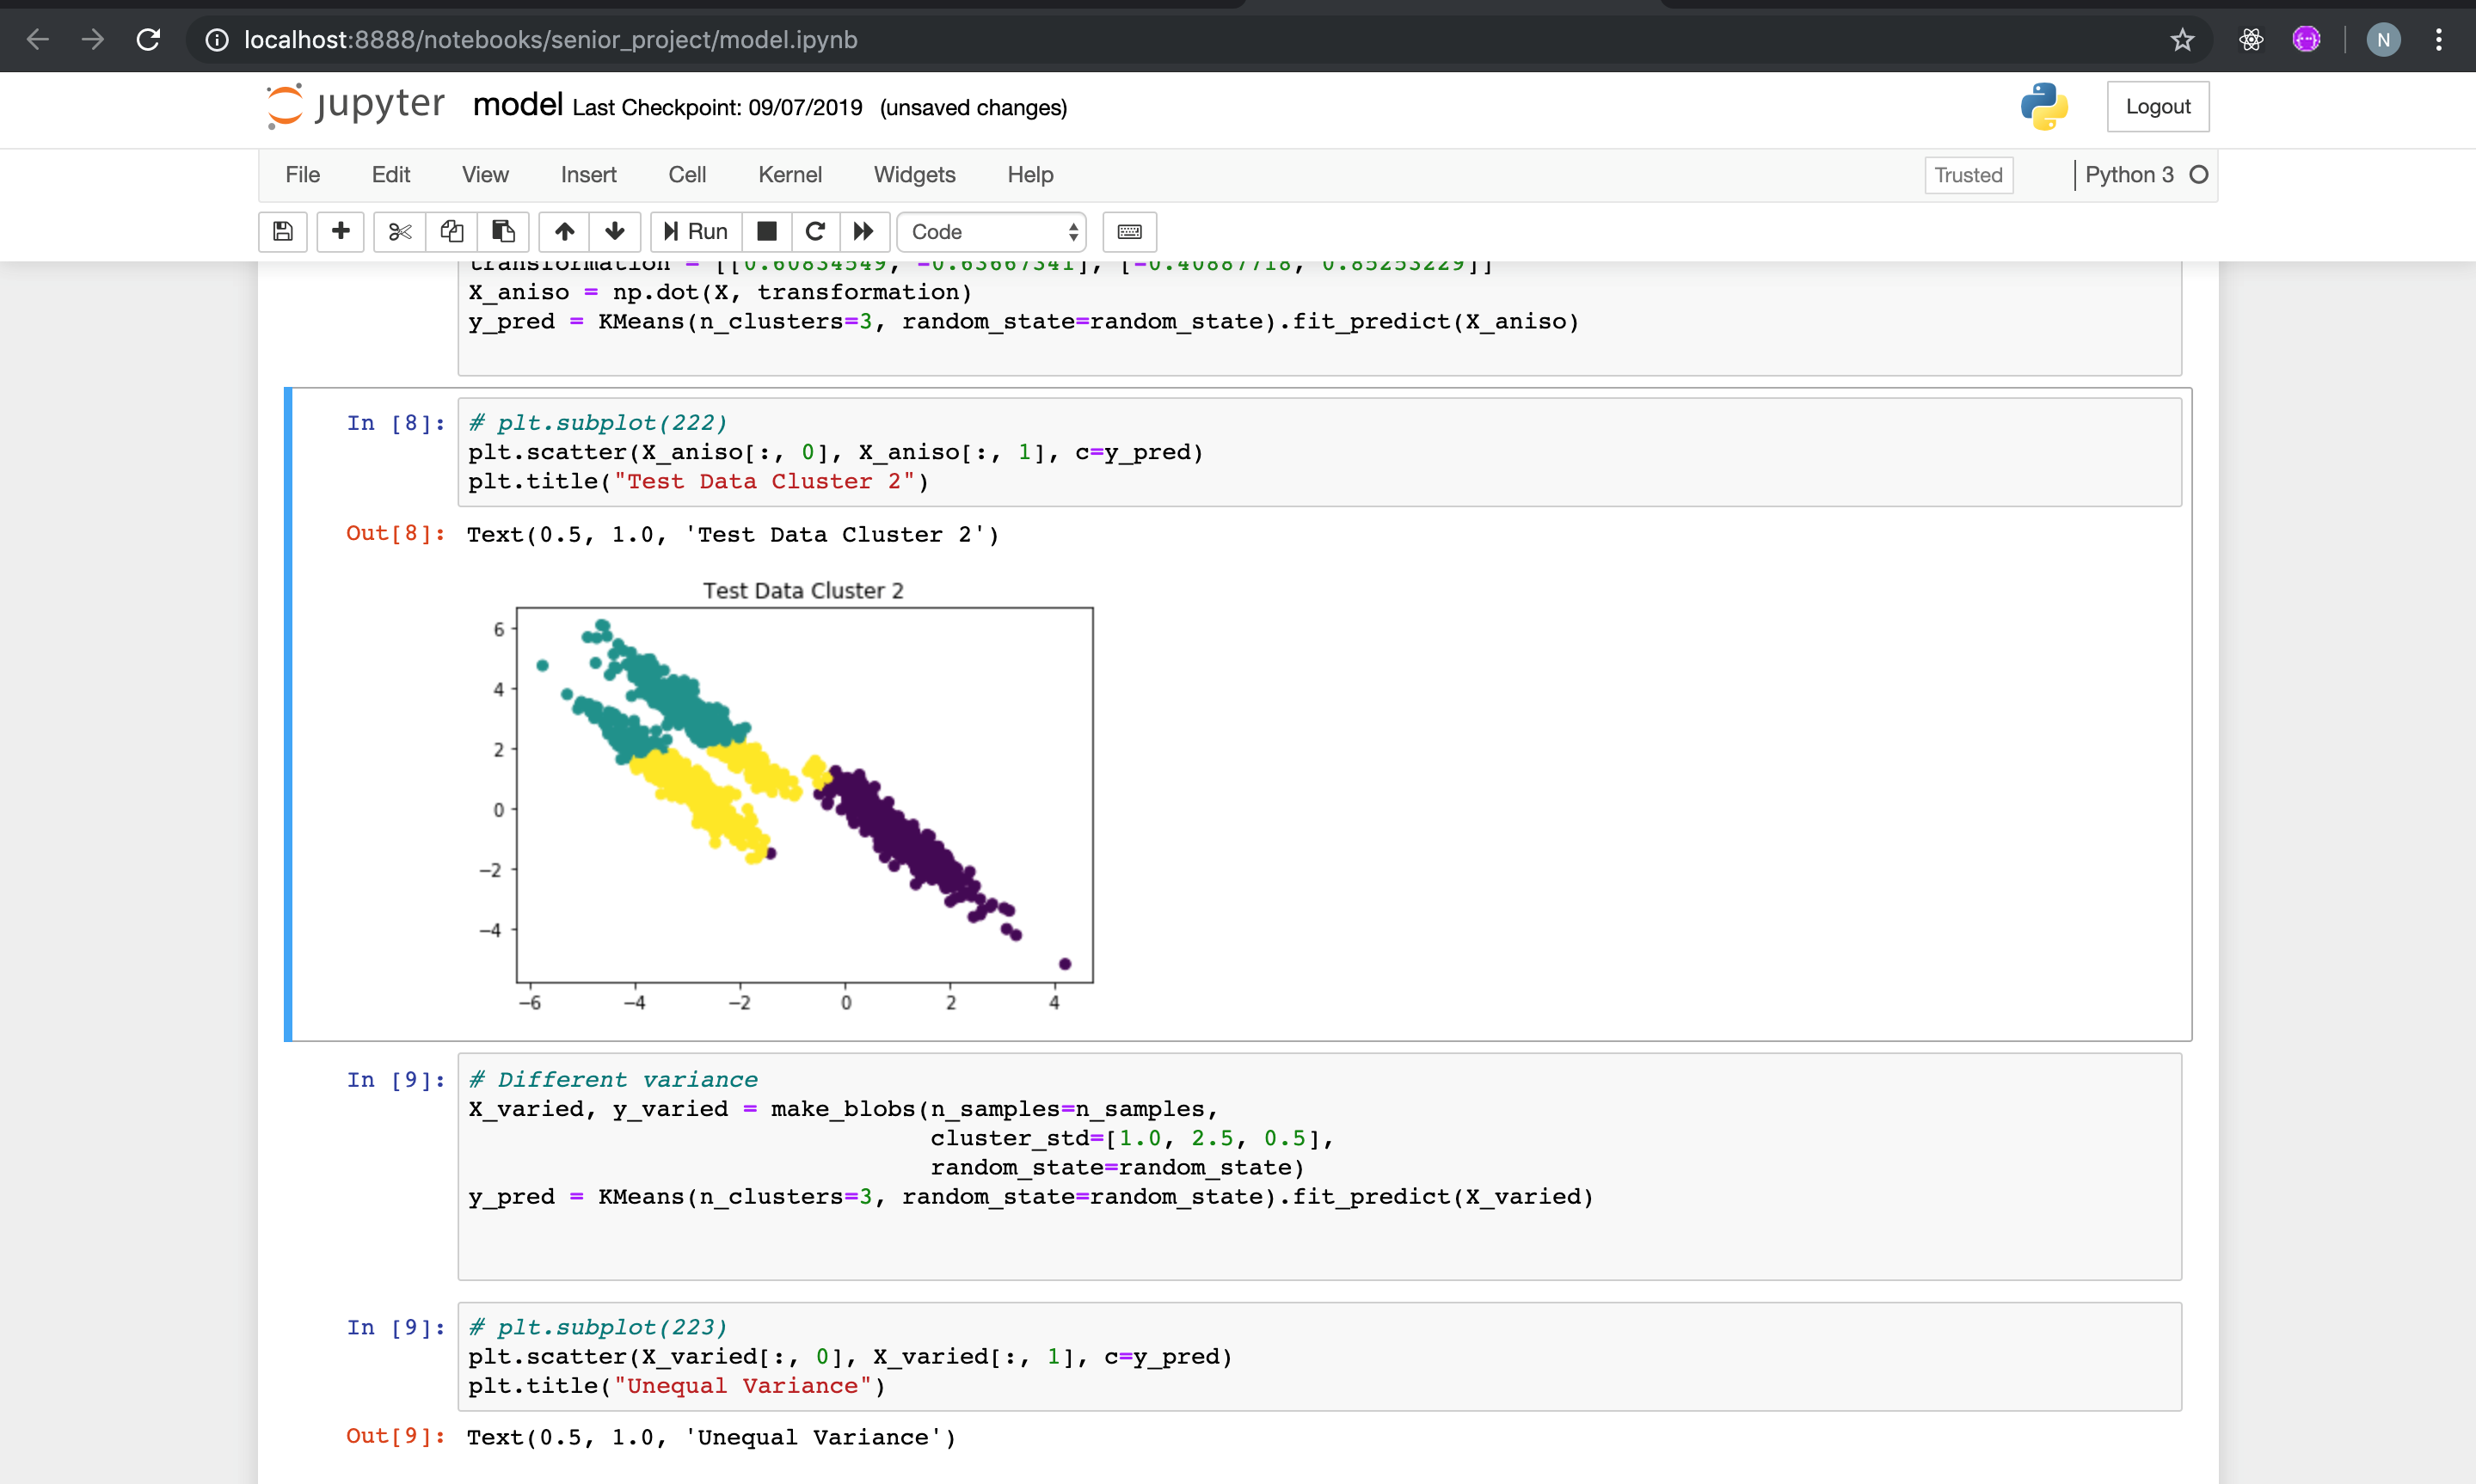 localhost:8888/notebooks/senior_project/model.ipynb
N
jupyter model Last Checkpoint: 09/07/2019 (unsaved changes)
Logout
File Edit View Insert Cell Kernel Widgets Help
Trusted
Python 3
Run
Code
transformation = [[0.60834549, -0.63667341], [-0.40887718, 0.85253229]]
X_aniso = np.dot(X, transformation)
y_pred = KMeans(n_clusters=3, random_state=random_state).fit_predict(X_aniso)
In [8]:
# plt.subplot(222)
plt.scatter(X_aniso[:, 0], X_aniso[:, 1], c=y_pred)
plt.title("Test Data Cluster 2")
Out[8]: Text(0.5, 1.0, 'Test Data Cluster 2')
Test Data Cluster 2
6
4
2
0
−2
−4
−6 −4 −2 0 2 4
In [9]:
# Different variance
X_varied, y_varied = make_blobs(n_samples=n_samples,
cluster_std=[1.0, 2.5, 0.5],
random_state=random_state)
y_pred = KMeans(n_clusters=3, random_state=random_state).fit_predict(X_varied)
In [9]:
# plt.subplot(223)
plt.scatter(X_varied[:, 0], X_varied[:, 1], c=y_pred)
plt.title("Unequal Variance")
Out[9]: Text(0.5, 1.0, 'Unequal Variance')